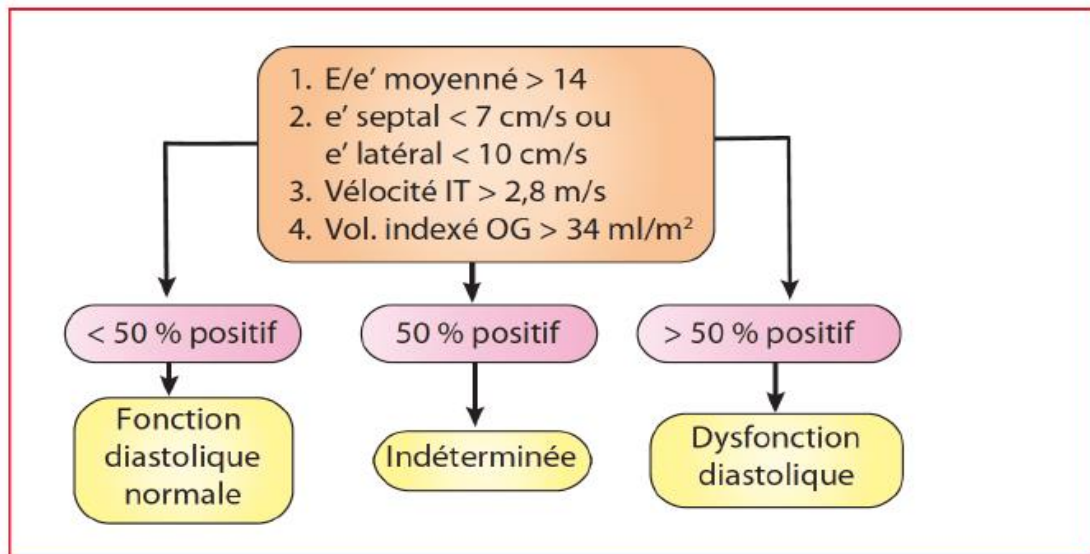 1. E/e’ moyenné > 14
2. e’ septal < 7 cm/s ou
e’ latéral < 10 cm/s
3. Vélocité IT > 2,8 m/s
4. Vol. indexé OG > 34 ml/m²
< 50 % positif
50 % positif
> 50 % positif
Fonction
diastolique
normale
Indéterminée
Dysfonction
diastolique